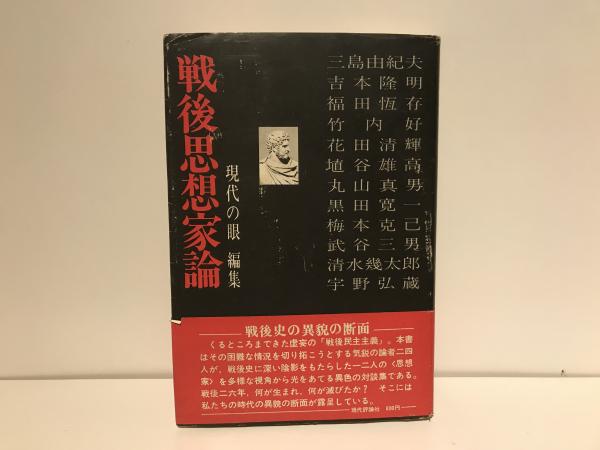 戦後思想家論
現代の眼 編集
三島由紀夫
吉本隆明
福田恆存
竹内好
花田清輝
埴谷雄高
丸山真男
黒田寛一
梅本克己
武谷三男
清水幾太郎
宇野弘蔵
戦後史の異貌の断面
くるところまできた虚妄の「戦後民主主義」。本書
はその困難な情況を切り拓こうとする気鋭の論者二四
人が、戦後史に深い陰影をもたらした一二人の〈思想
家〉を多様な視角から光をあてる異色の対談集である。
戦後二六年、何が生まれ、何が滅びたか？ そこには
私たちの時代の異貌の断面が露呈している。
現代評論社